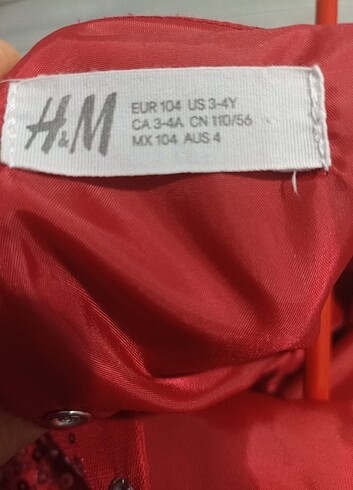 H&M
EUR 104 US 3-4Y
CA 3-4A CN 110/56
MX 104 AUS 4